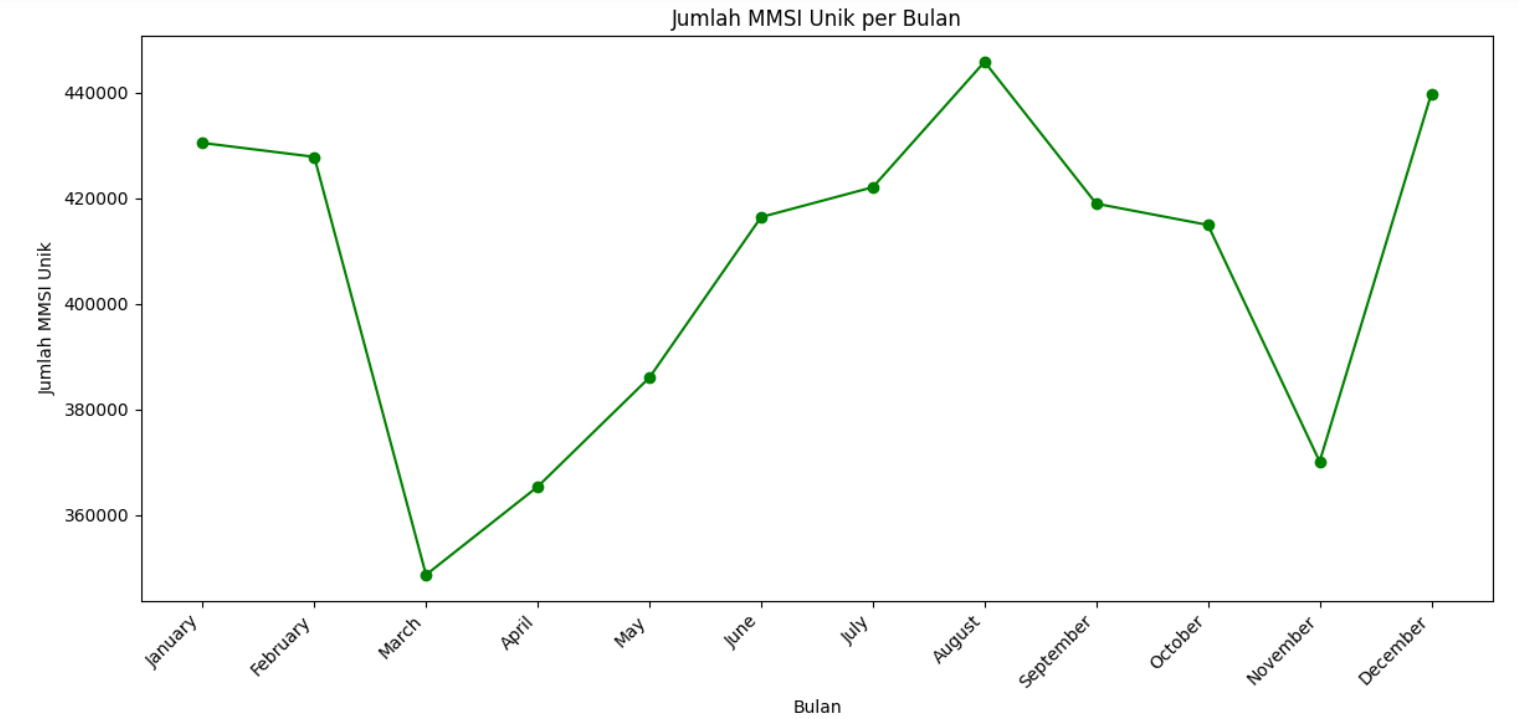 Jumlah MMSI Unik per Bulan
Jumlah MMSI Unik
440000
420000
400000
380000
360000
January
February
March
April
May
June
July
August
September
October
November
December
Bulan